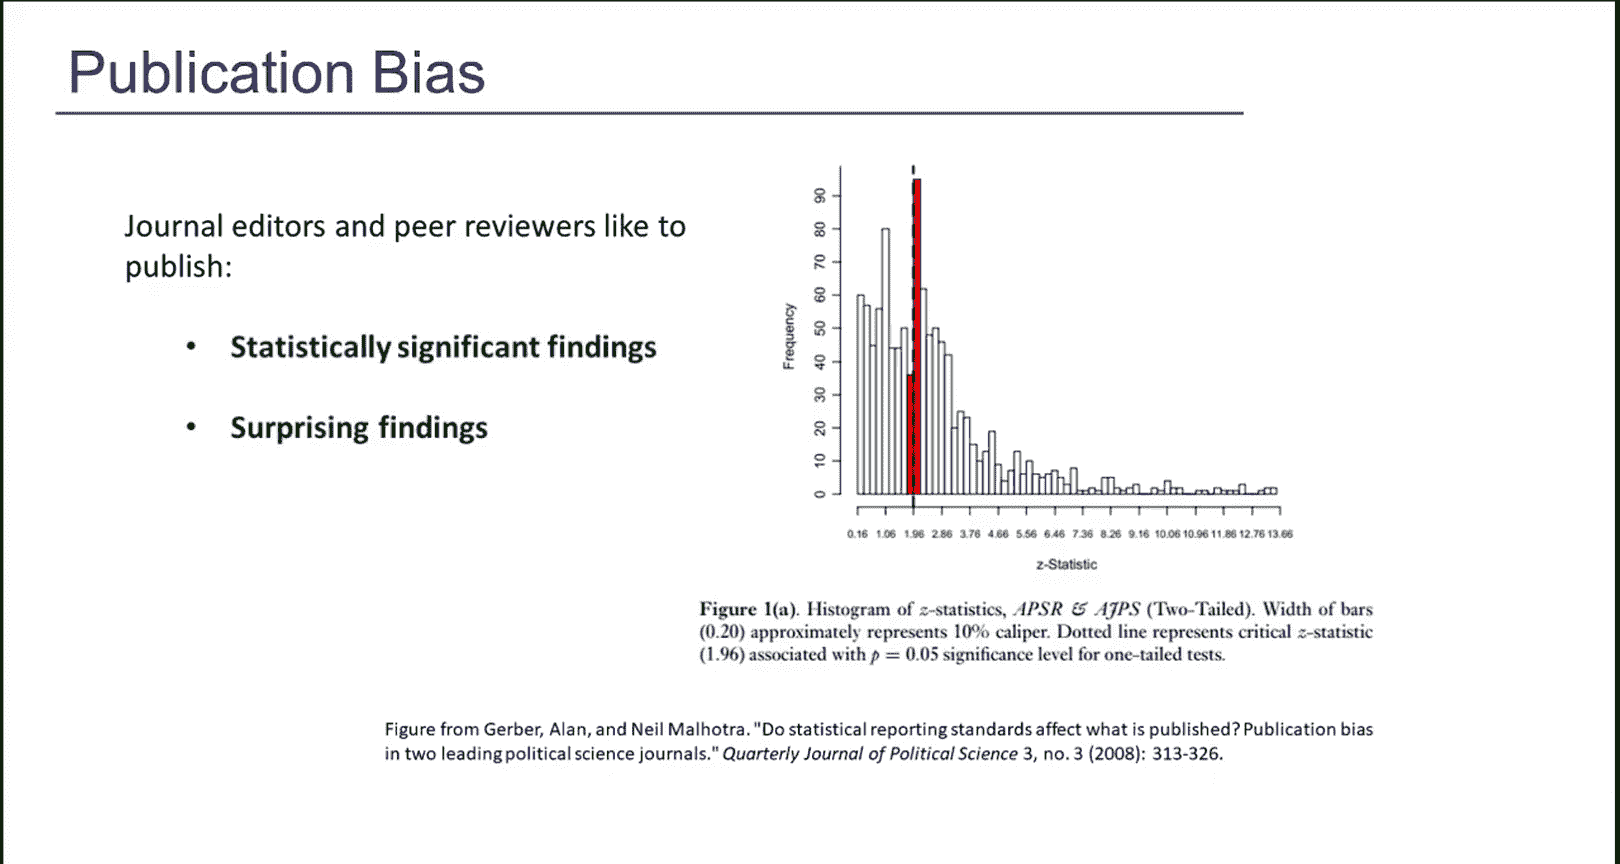 Publication Bias
Journal editors and peer reviewers like to
publish:
• Statistically significant findings
• Surprising findings
Frequency
90
80
70
60
50
40
30
20
10
0
0.16 1.06 1.96 2.86 3.76 4.66 5.56 6.46 7.36 8.26 9.16 10.06 10.96 11.86 12.76 13.66
z-Statistic
Figure 1(a). Histogram of z-statistics, APSR & AJPS (Two-Tailed). Width of bars
(0.20) approximately represents 10% caliper. Dotted line represents critical z-statistic
(1.96) associated with p = 0.05 significance level for one-tailed tests.
Figure from Gerber, Alan, and Neil Malhotra. "Do statistical reporting standards affect what is published? Publication bias
in two leading political science journals." Quarterly Journal of Political Science 3, no. 3 (2008): 313-326.